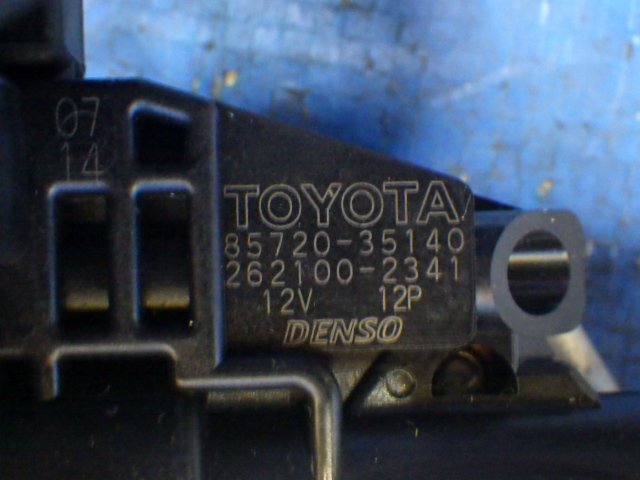 07
14
TOYOTA
85720-35140
262100-2341
12V 12P
DENSO